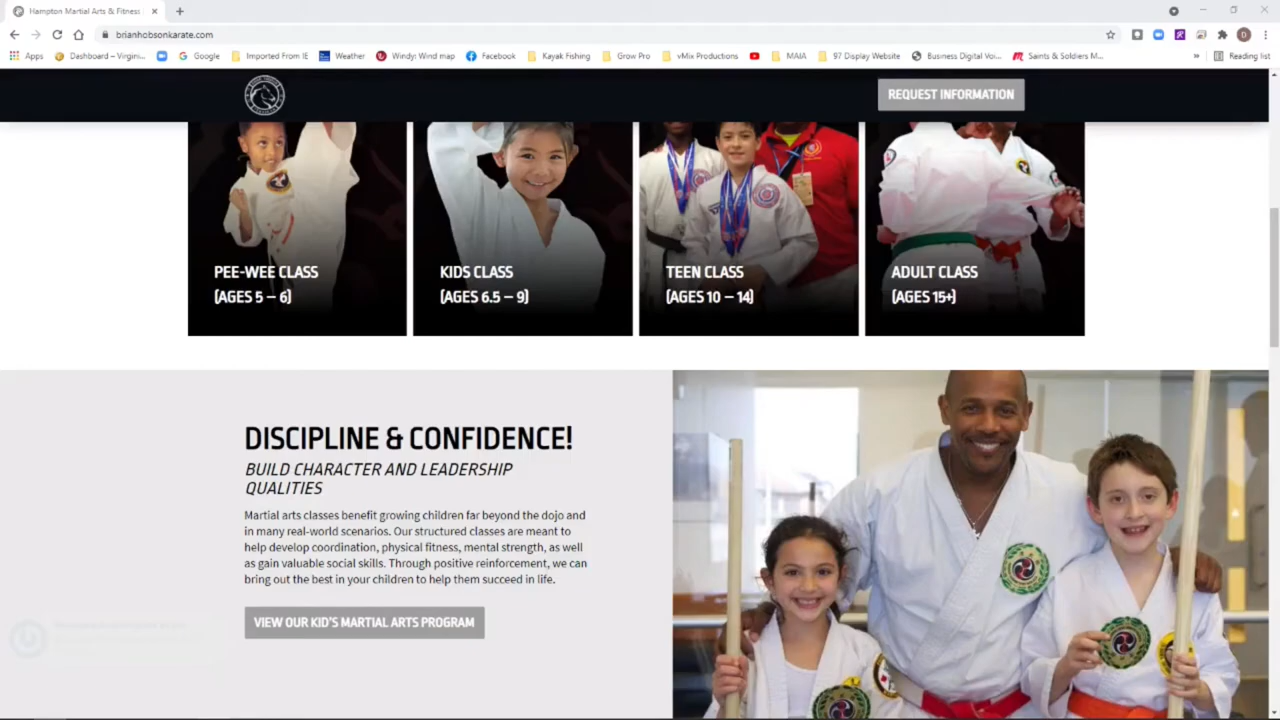 Hampton Martial Arts & Fitness
brianhobsonkarate.com
Apps
Dashboard – Virgini...
Google
Imported From IE
Weather
Windy: Wind map
Facebook
Kayak Fishing
Grow Pro
vMix Productions
MAIA
97 Display Website
Business Digital Voi...
Saints & Soldiers M...
»
Reading list
REQUEST INFORMATION
PEE-WEE CLASS
(AGES 5 – 6)
KIDS CLASS
(AGES 6.5 – 9)
TEEN CLASS
(AGES 10 – 14)
ADULT CLASS
(AGES 15+)
DISCIPLINE & CONFIDENCE!
BUILD CHARACTER AND LEADERSHIP
QUALITIES
Martial arts classes benefit growing children far beyond the dojo and
in many real-world scenarios. Our structured classes are meant to
help develop coordination, physical fitness, mental strength, as well
as gain valuable social skills. Through positive reinforcement, we can
bring out the best in your children to help them succeed in life.
VIEW OUR KID'S MARTIAL ARTS PROGRAM